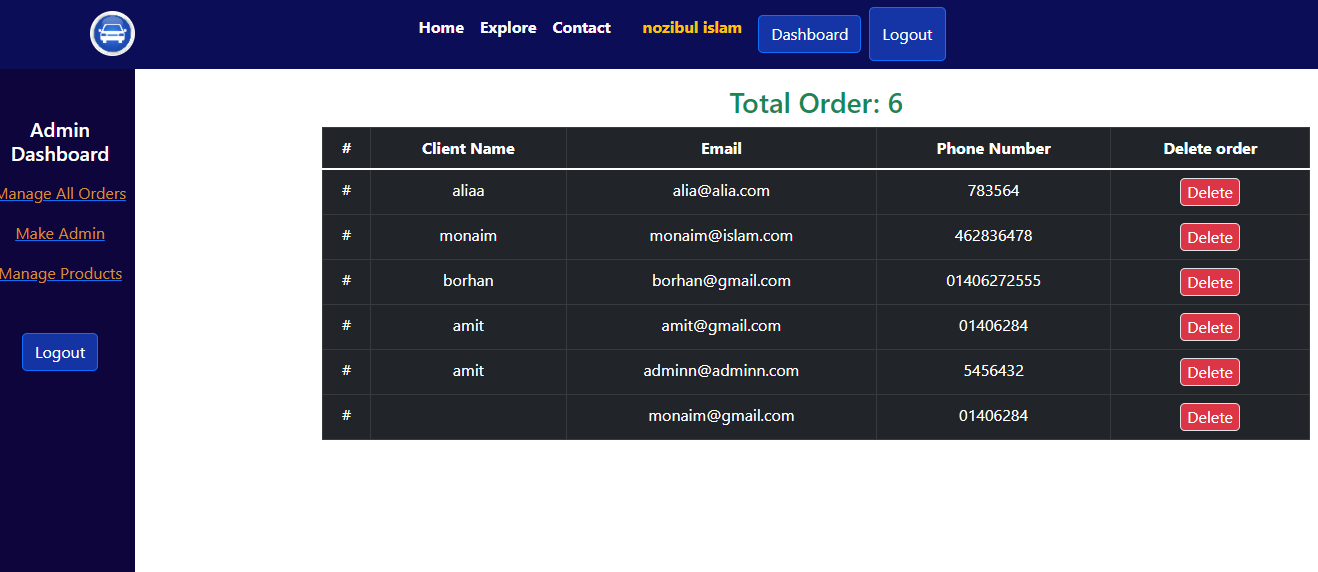 Home Explore Contact nozibul islam Dashboard Logout
Admin
Dashboard
Manage All Orders
Make Admin
Manage Products
Logout
Total Order: 6
# Client Name Email Phone Number Delete order
# aliaa alia@alia.com 783564 Delete
# monaim monaim@islam.com 462836478 Delete
# borhan borhan@gmail.com 01406272555 Delete
# amit amit@gmail.com 01406284 Delete
# amit adminn@adminn.com 5456432 Delete
# monaim@gmail.com 01406284 Delete